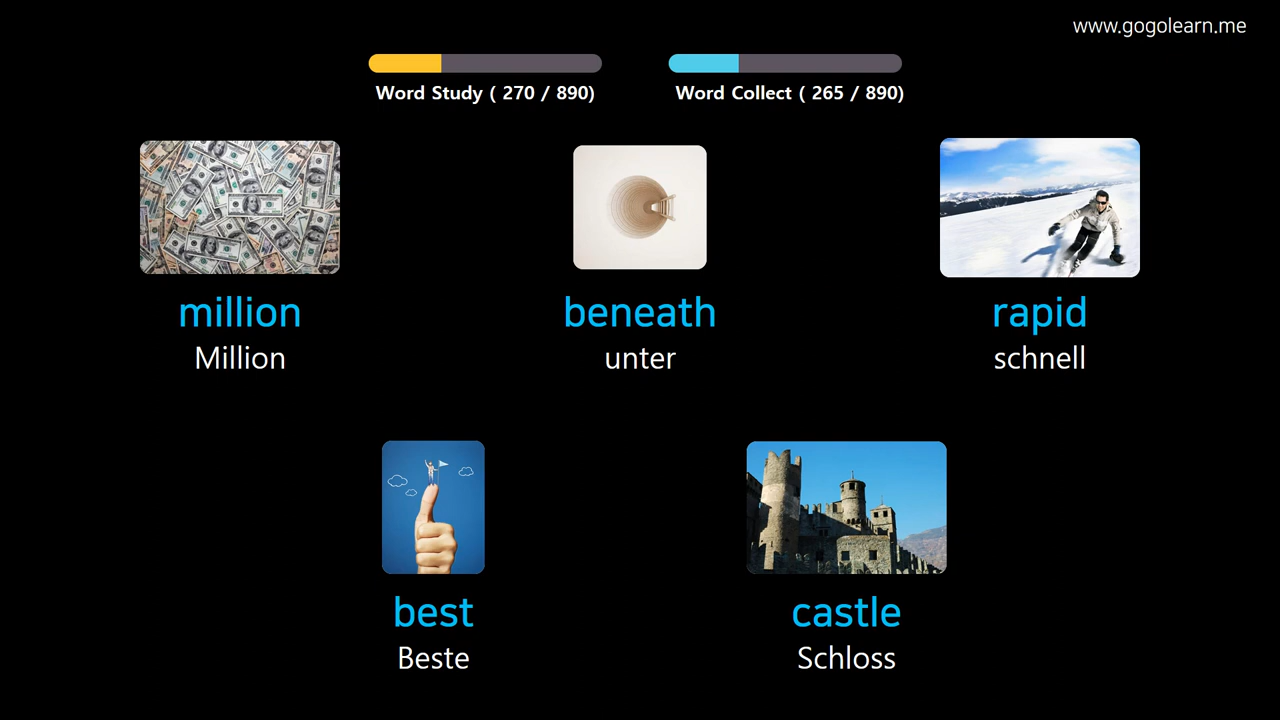 www.gogolearn.me
Word Study ( 270 / 890)
Word Collect ( 265 / 890)
million
Million
beneath
unter
rapid
schnell
best
Beste
castle
Schloss